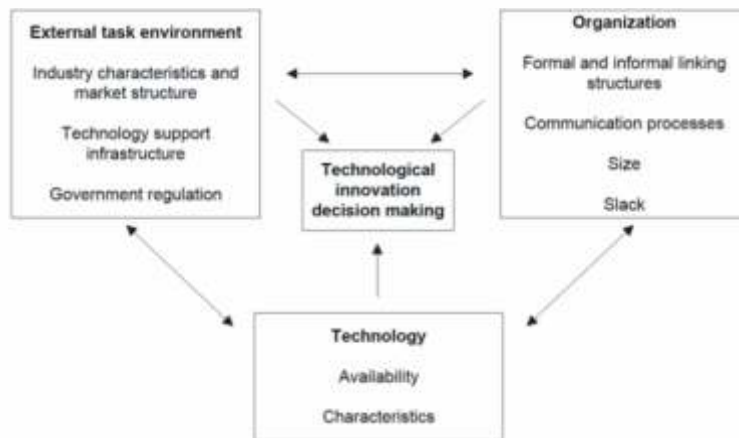 External task environment
Industry characteristics and
market structure
Technology support
infrastructure
Government regulation
Organization
Formal and informal linking
structures
Communication processes
Size
Slack
Technological
innovation
decision making
Technology
Availability
Characteristics